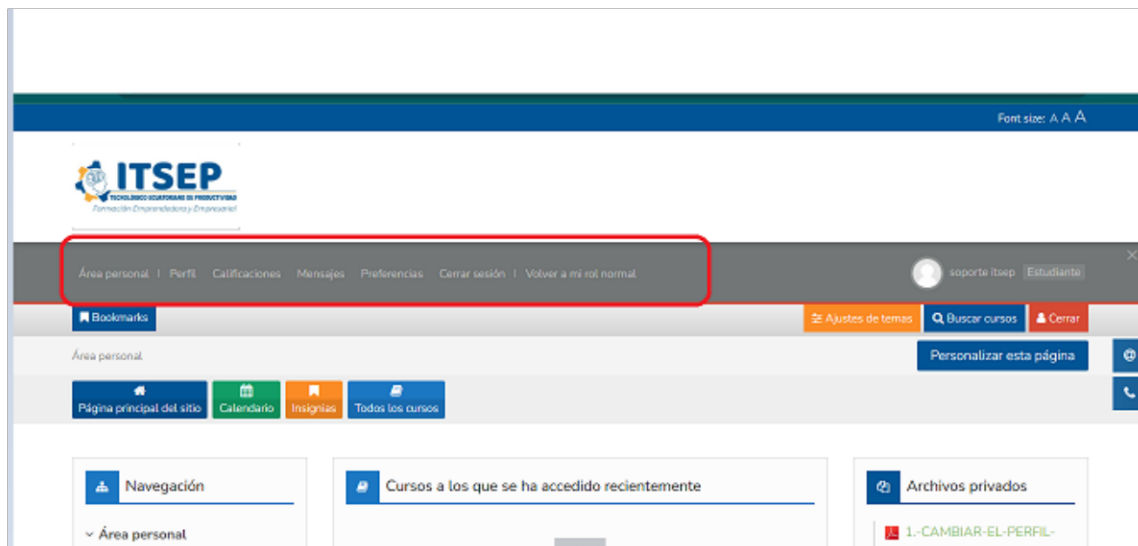 Font size: A A A
ITSEP
TECNOLÓGICO ECUATORIANO DE PRODUCTIVIDAD
Formación Emprendedora y Empresarial
Área personal | Perfil Calificaciones Mensajes Preferencias Cerrar sesión | Volver a mi rol normal
soporte itsep Estudiante
Bookmarks
Ajustes de temas Buscar cursos Cerrar
Área personal
Personalizar esta página
Página principal del sitio Calendario Insignias Todos los cursos
Navegación
Cursos a los que se ha accedido recientemente
Archivos privados
Área personal
1.-CAMBIAR-EL-PERFIL-